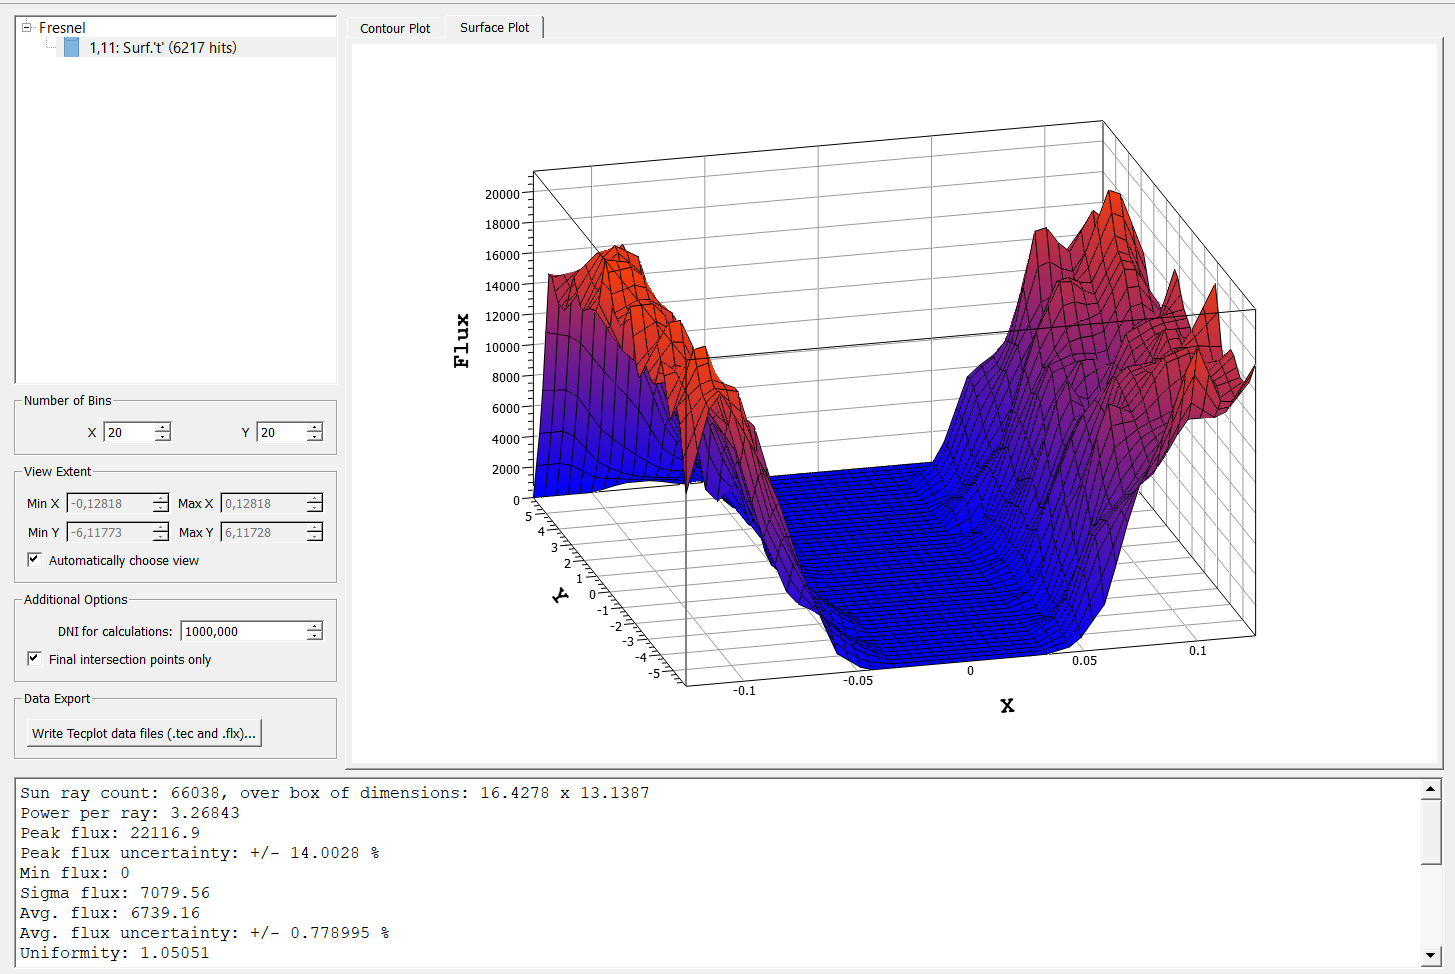 Fresnel
1,11: Surf.'t' (6217 hits)
Contour Plot
Surface Plot
Number of Bins
X 20
Y 20
View Extent
Min X -0,12818
Max X 0,12818
Min Y -6,11773
Max Y 6,11728
Automatically choose view
Additional Options
DNI for calculations: 1000,000
Final intersection points only
Data Export
Write Tecplot data files (.tec and .flx)...
Flux
20000
18000
16000
14000
12000
10000
8000
6000
4000
2000
0
5
4
3
2
1
0
-1
-2
-3
-4
-5
Y
-0.1
-0.05
0
0.05
0.1
X
Sun ray count: 66038, over box of dimensions: 16.4278 x 13.1387
Power per ray: 3.26843
Peak flux: 22116.9
Peak flux uncertainty: +/- 14.0028 %
Min flux: 0
Sigma flux: 7079.56
Avg. flux: 6739.16
Avg. flux uncertainty: +/- 0.778995 %
Uniformity: 1.05051